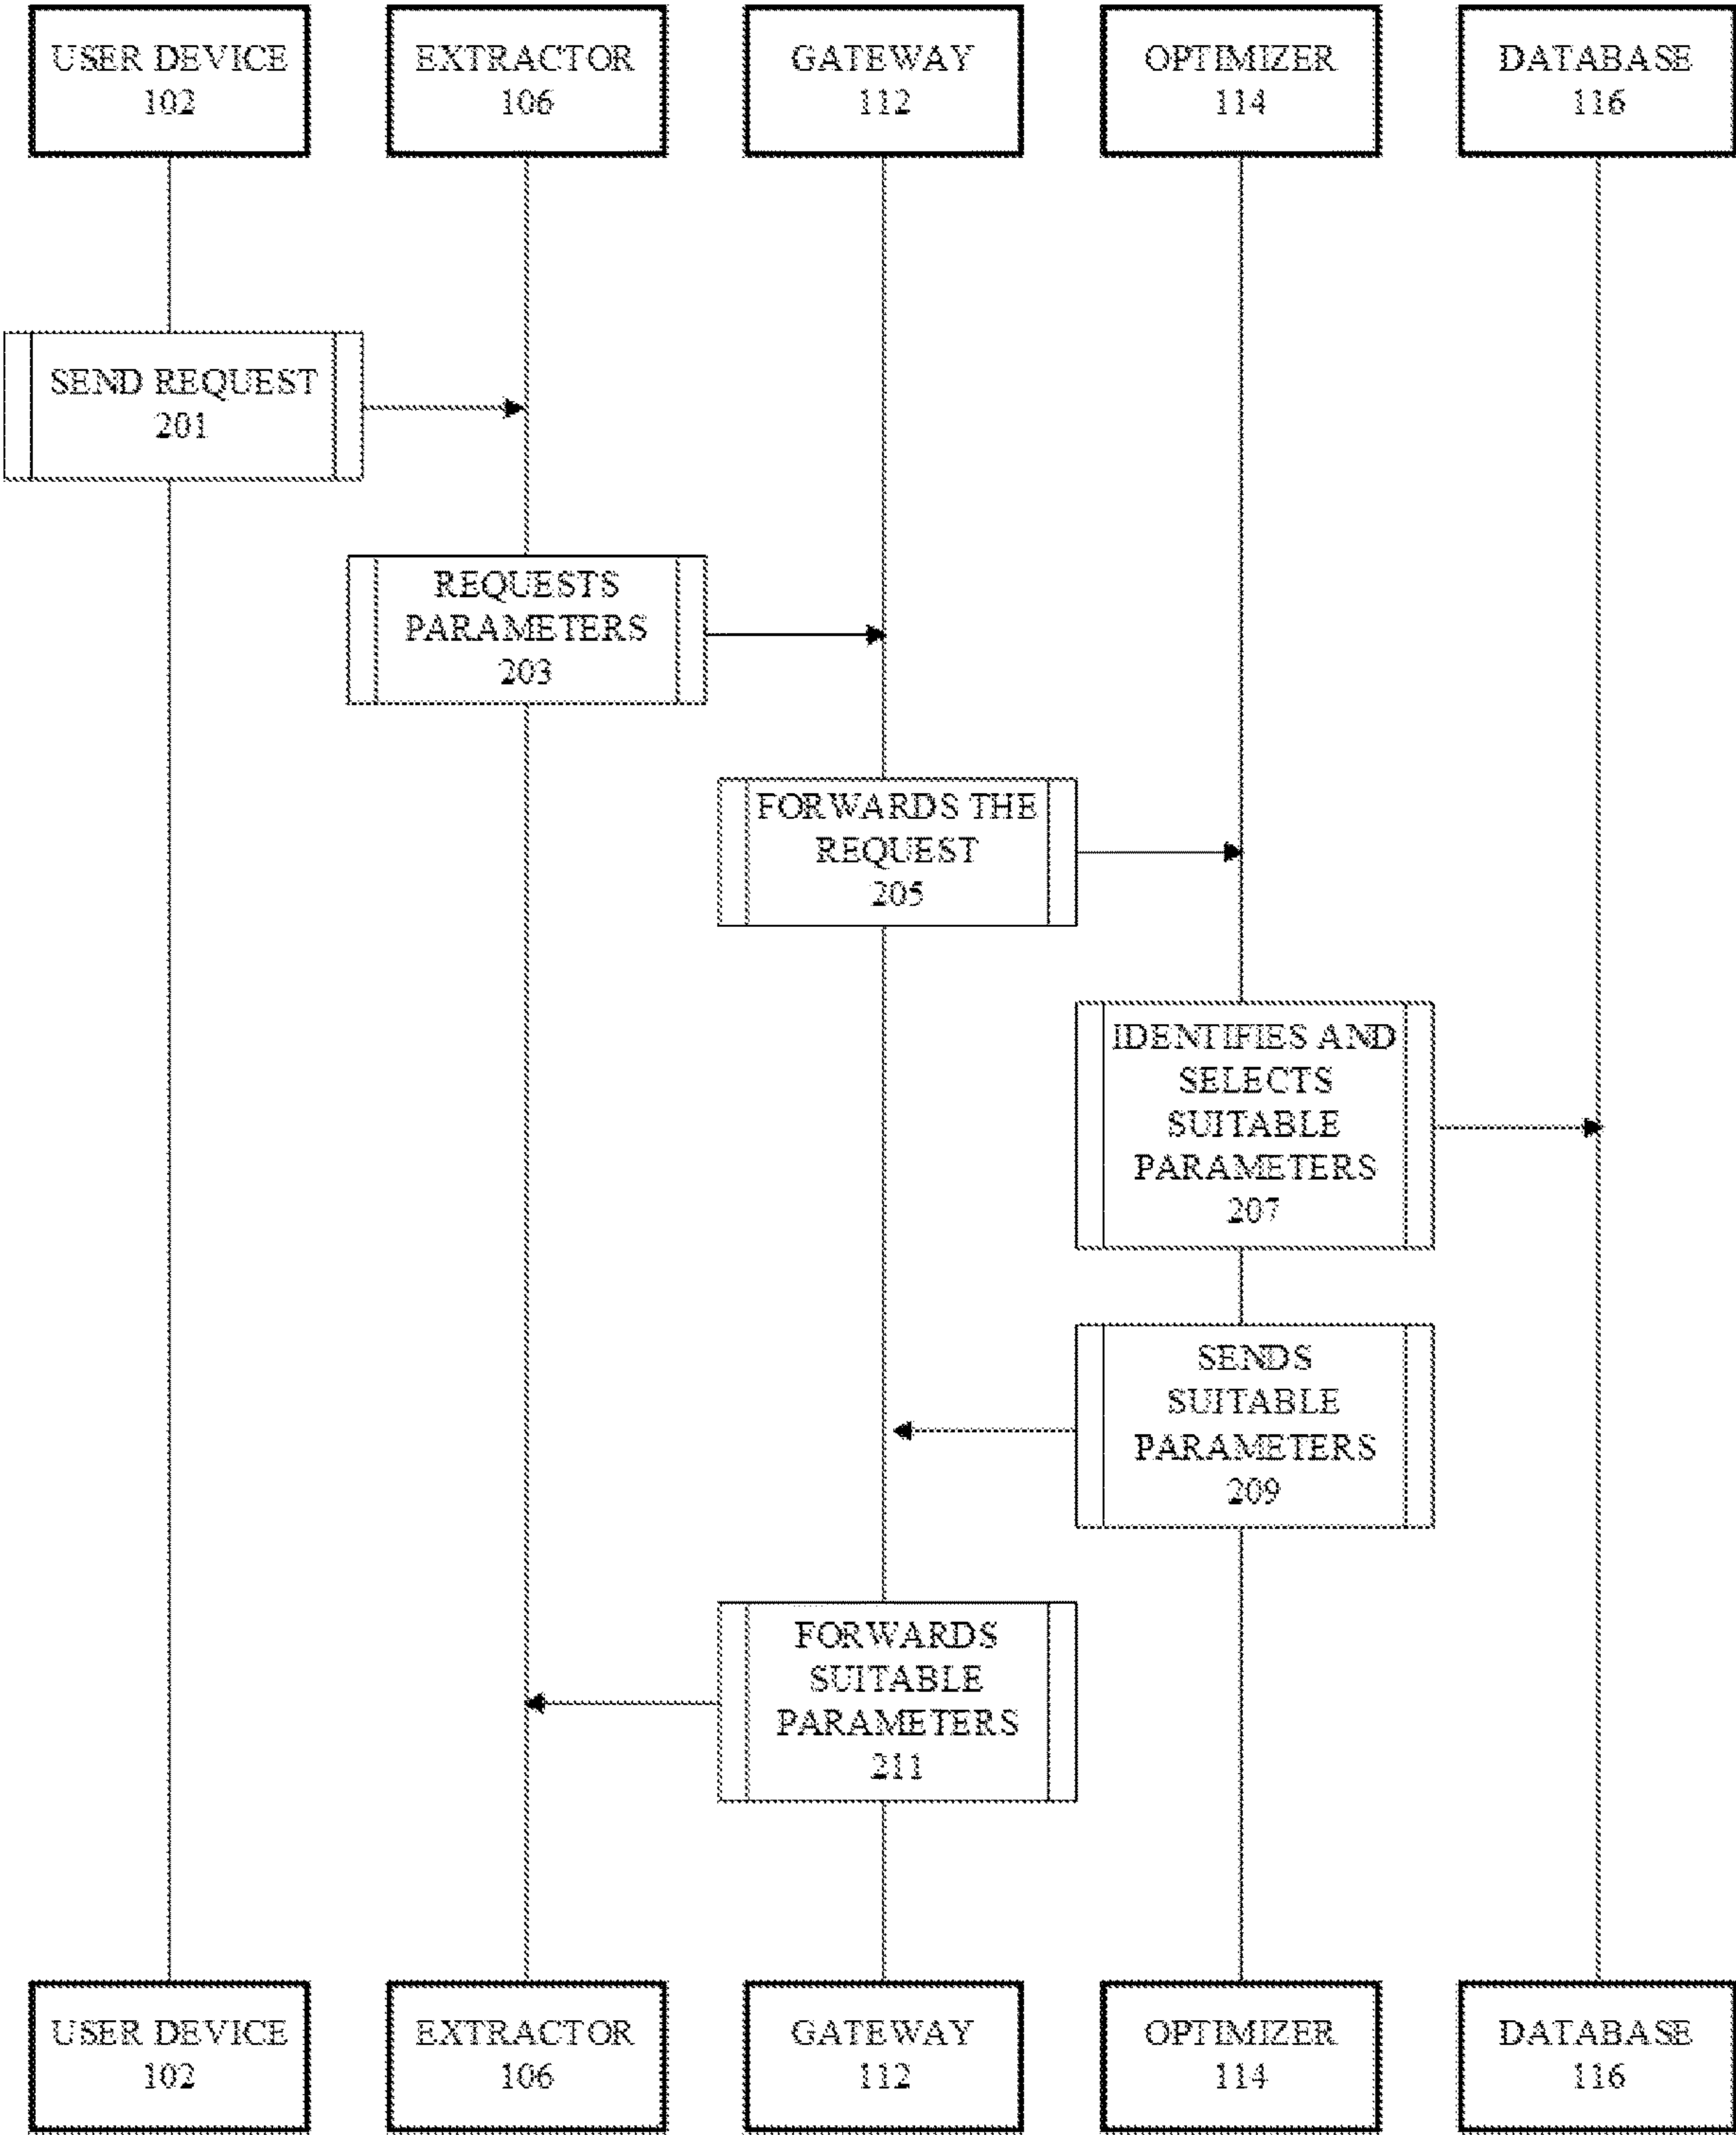 USER DEVICE
102
EXTRACTOR
106
GATEWAY
112
OPTIMIZER
114
DATABASE
116
SEND REQUEST
201
REQUESTS
PARAMETERS
203
FORWARDS THE
REQUEST
205
IDENTIFIES AND
SELECTS
SUITABLE
PARAMETERS
207
SENDS
SUITABLE
PARAMETERS
209
FORWARDS
SUITABLE
PARAMETERS
211
USER DEVICE
102
EXTRACTOR
106
GATEWAY
112
OPTIMIZER
114
DATABASE
116